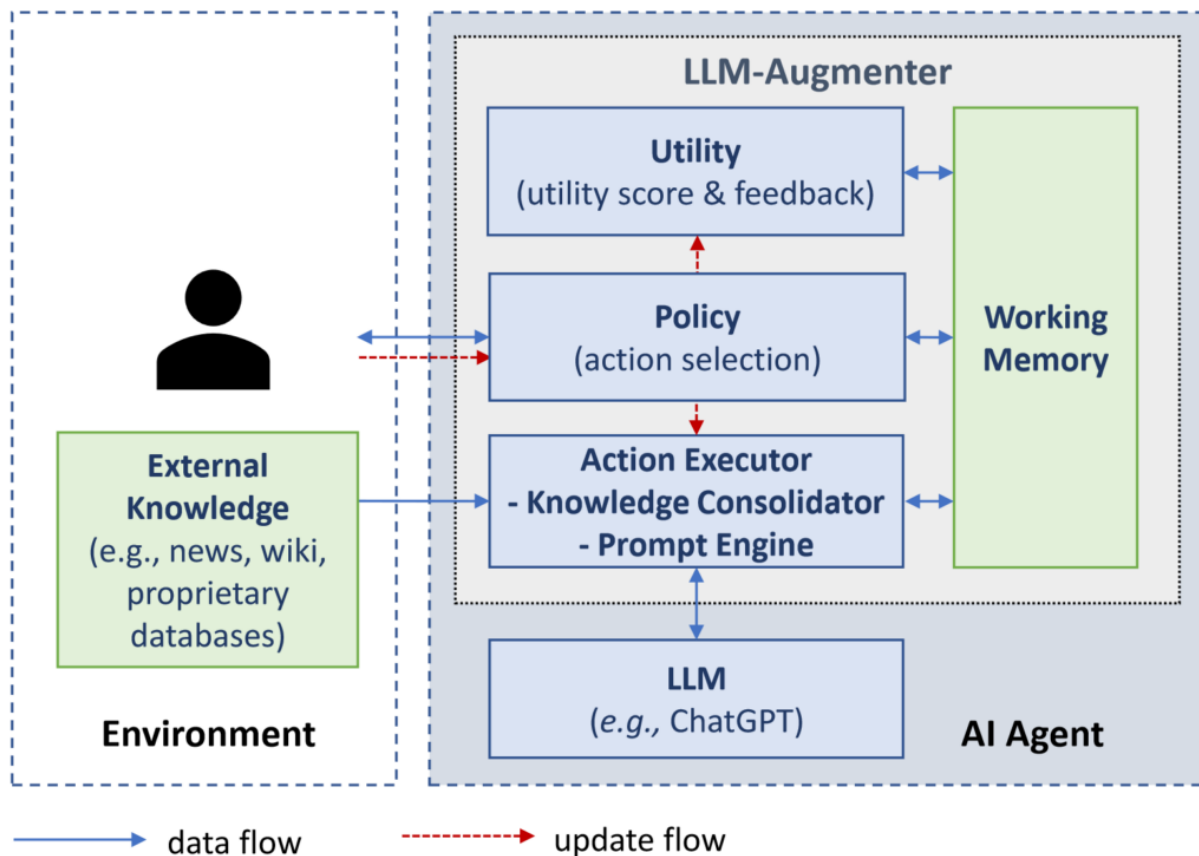 LLM-Augmenter
Utility
(utility score & feedback)
Policy
(action selection)
Working
Memory
Action Executor
- Knowledge Consolidator
- Prompt Engine
External
Knowledge
(e.g., news, wiki,
proprietary
databases)
LLM
(e.g., ChatGPT)
Environment
AI Agent
data flow
update flow